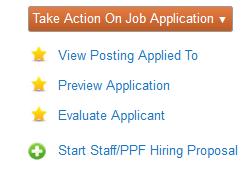 Take Action On Job Application ▼
View Posting Applied To
Preview Application
Evaluate Applicant
Start Staff/PPF Hiring Proposal